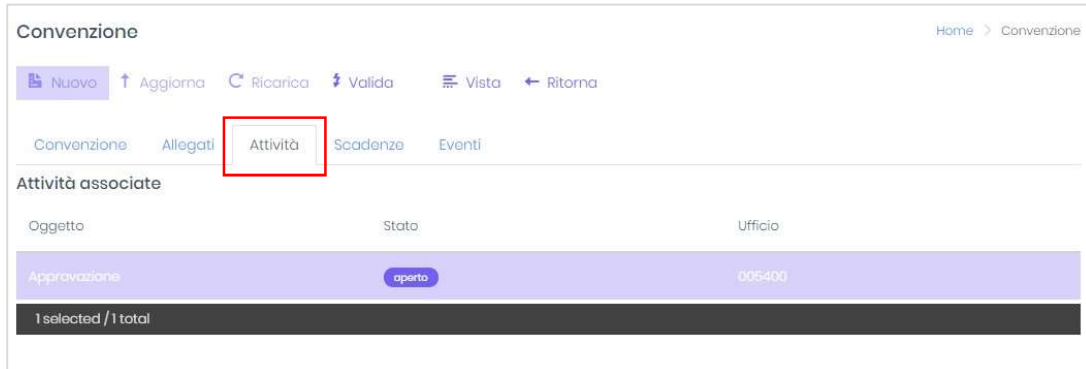 Convenzione
Home > Convenzione
Nuovo Aggiorna Ricarica Valida Vista Ritorna
Convenzione Allegati Attività Scadenze Eventi
Attività associate
Oggetto Stato Ufficio
Approvazione aperto 005400
1 selected / 1 total